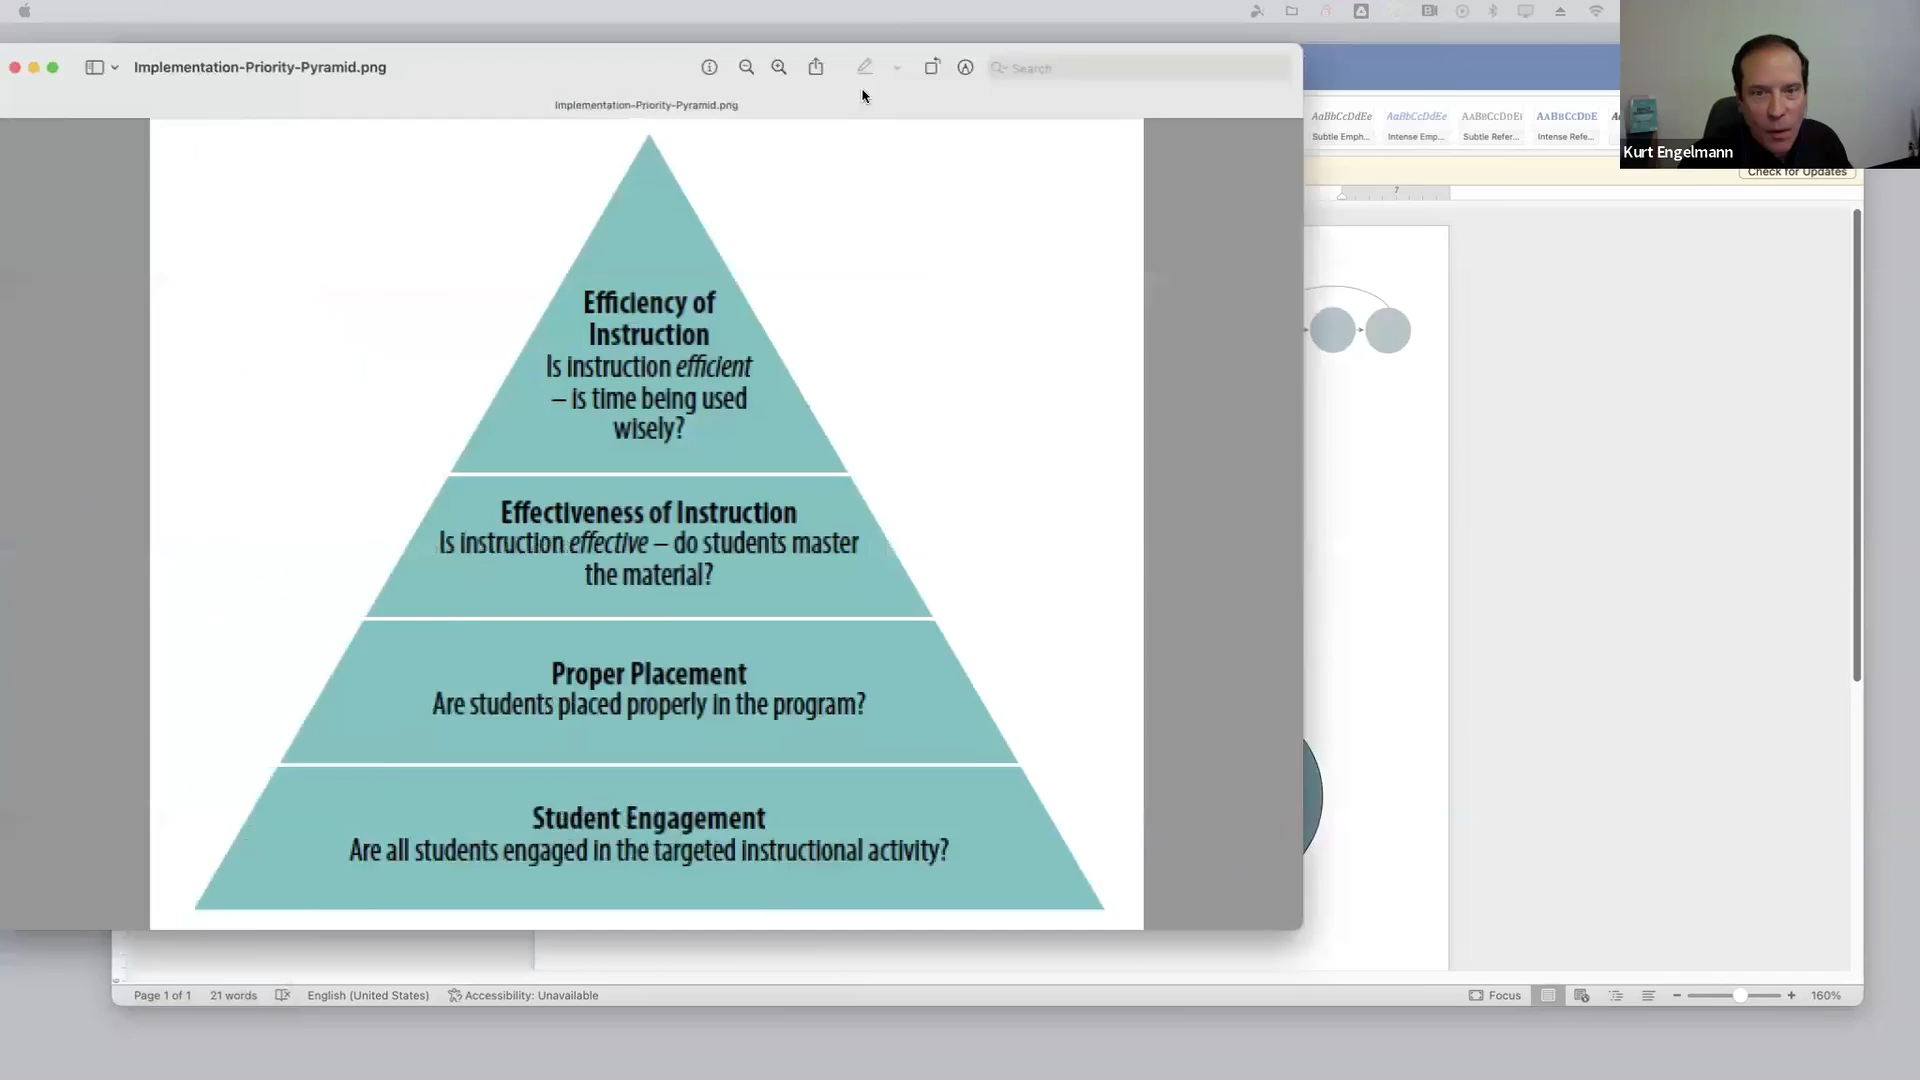 Implementation-Priority-Pyramid.png
Search
Implementation-Priority-Pyramid.png
Efficiency of
Instruction
Is instruction efficient
– is time being used
wisely?
Effectiveness of Instruction
Is instruction effective – do students master
the material?
Proper Placement
Are students placed properly in the program?
Student Engagement
Are all students engaged in the targeted instructional activity?
AaBbCcDdEe
AaBbCcDdEe
AABBCCDDEE
AABBCCDDE
Subtle Emph...
Intense Emp...
Subtle Refer...
Intense Refe...
Kurt Engelmann
Check for Updates
7
Page 1 of 1
21 words
English (United States)
Accessibility: Unavailable
Focus
160%